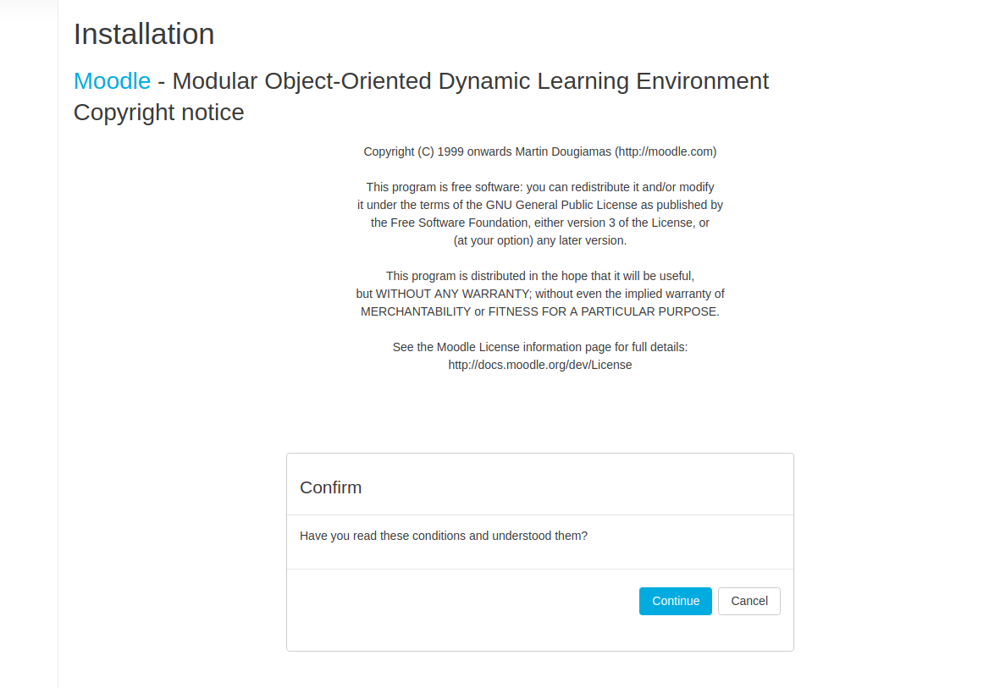 Installation
Moodle - Modular Object-Oriented Dynamic Learning Environment
Copyright notice
Copyright (C) 1999 onwards Martin Dougiamas (http://moodle.com)
This program is free software: you can redistribute it and/or modify
it under the terms of the GNU General Public License as published by
the Free Software Foundation, either version 3 of the License, or
(at your option) any later version.
This program is distributed in the hope that it will be useful,
but WITHOUT ANY WARRANTY; without even the implied warranty of
MERCHANTABILITY or FITNESS FOR A PARTICULAR PURPOSE.
See the Moodle License information page for full details:
http://docs.moodle.org/dev/License
Confirm
Have you read these conditions and understood them?
Continue Cancel